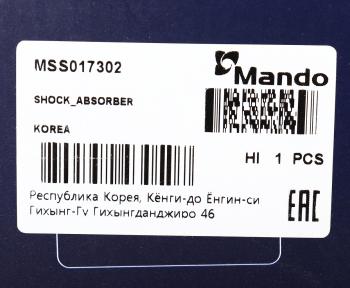 MSS017302
Mando
SHOCK_ABSORBER
KOREA
HI 1 PCS
Республика Корея, Кёнги-до Ёнгин-си
Гихынг-Гу Гихынгданджиро 46
EAC